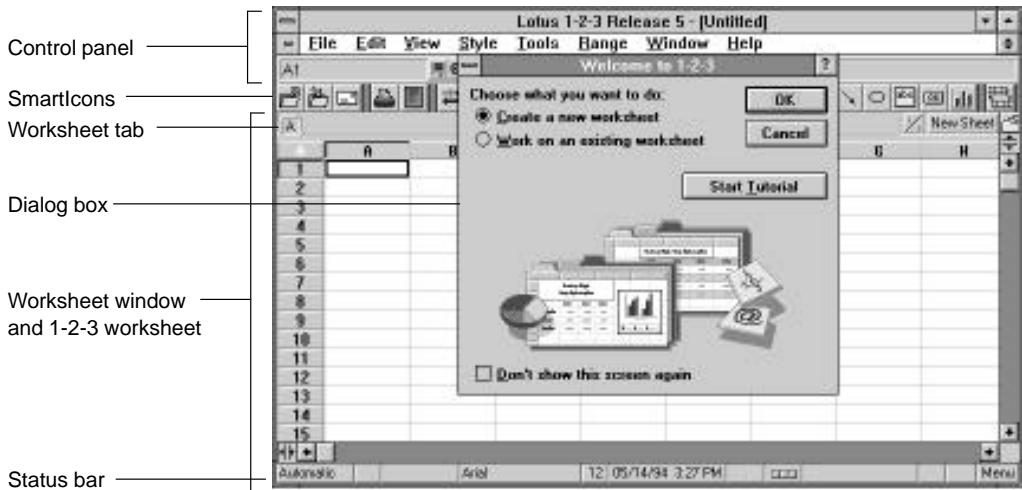 Lotus 1-2-3 Release 5 - [Untitled]
File Edit View Style Tools Range Window Help
Control panel
A1
Welcome to 1-2-3
?
Choose what you want to do:
OK
SmartIcons
Create a new worksheet
Worksheet tab
A
Cancel
New Sheet
Work on an existing worksheet
A B G H
1
2
Start Tutorial
3
Dialog box
4
5
6
7
8
Worksheet window
and 1-2-3 worksheet
9
10
11
12
Don't show this screen again
13
14
15
Status bar
Automatic Arial 12 05/14/94 3:27 PM Menu